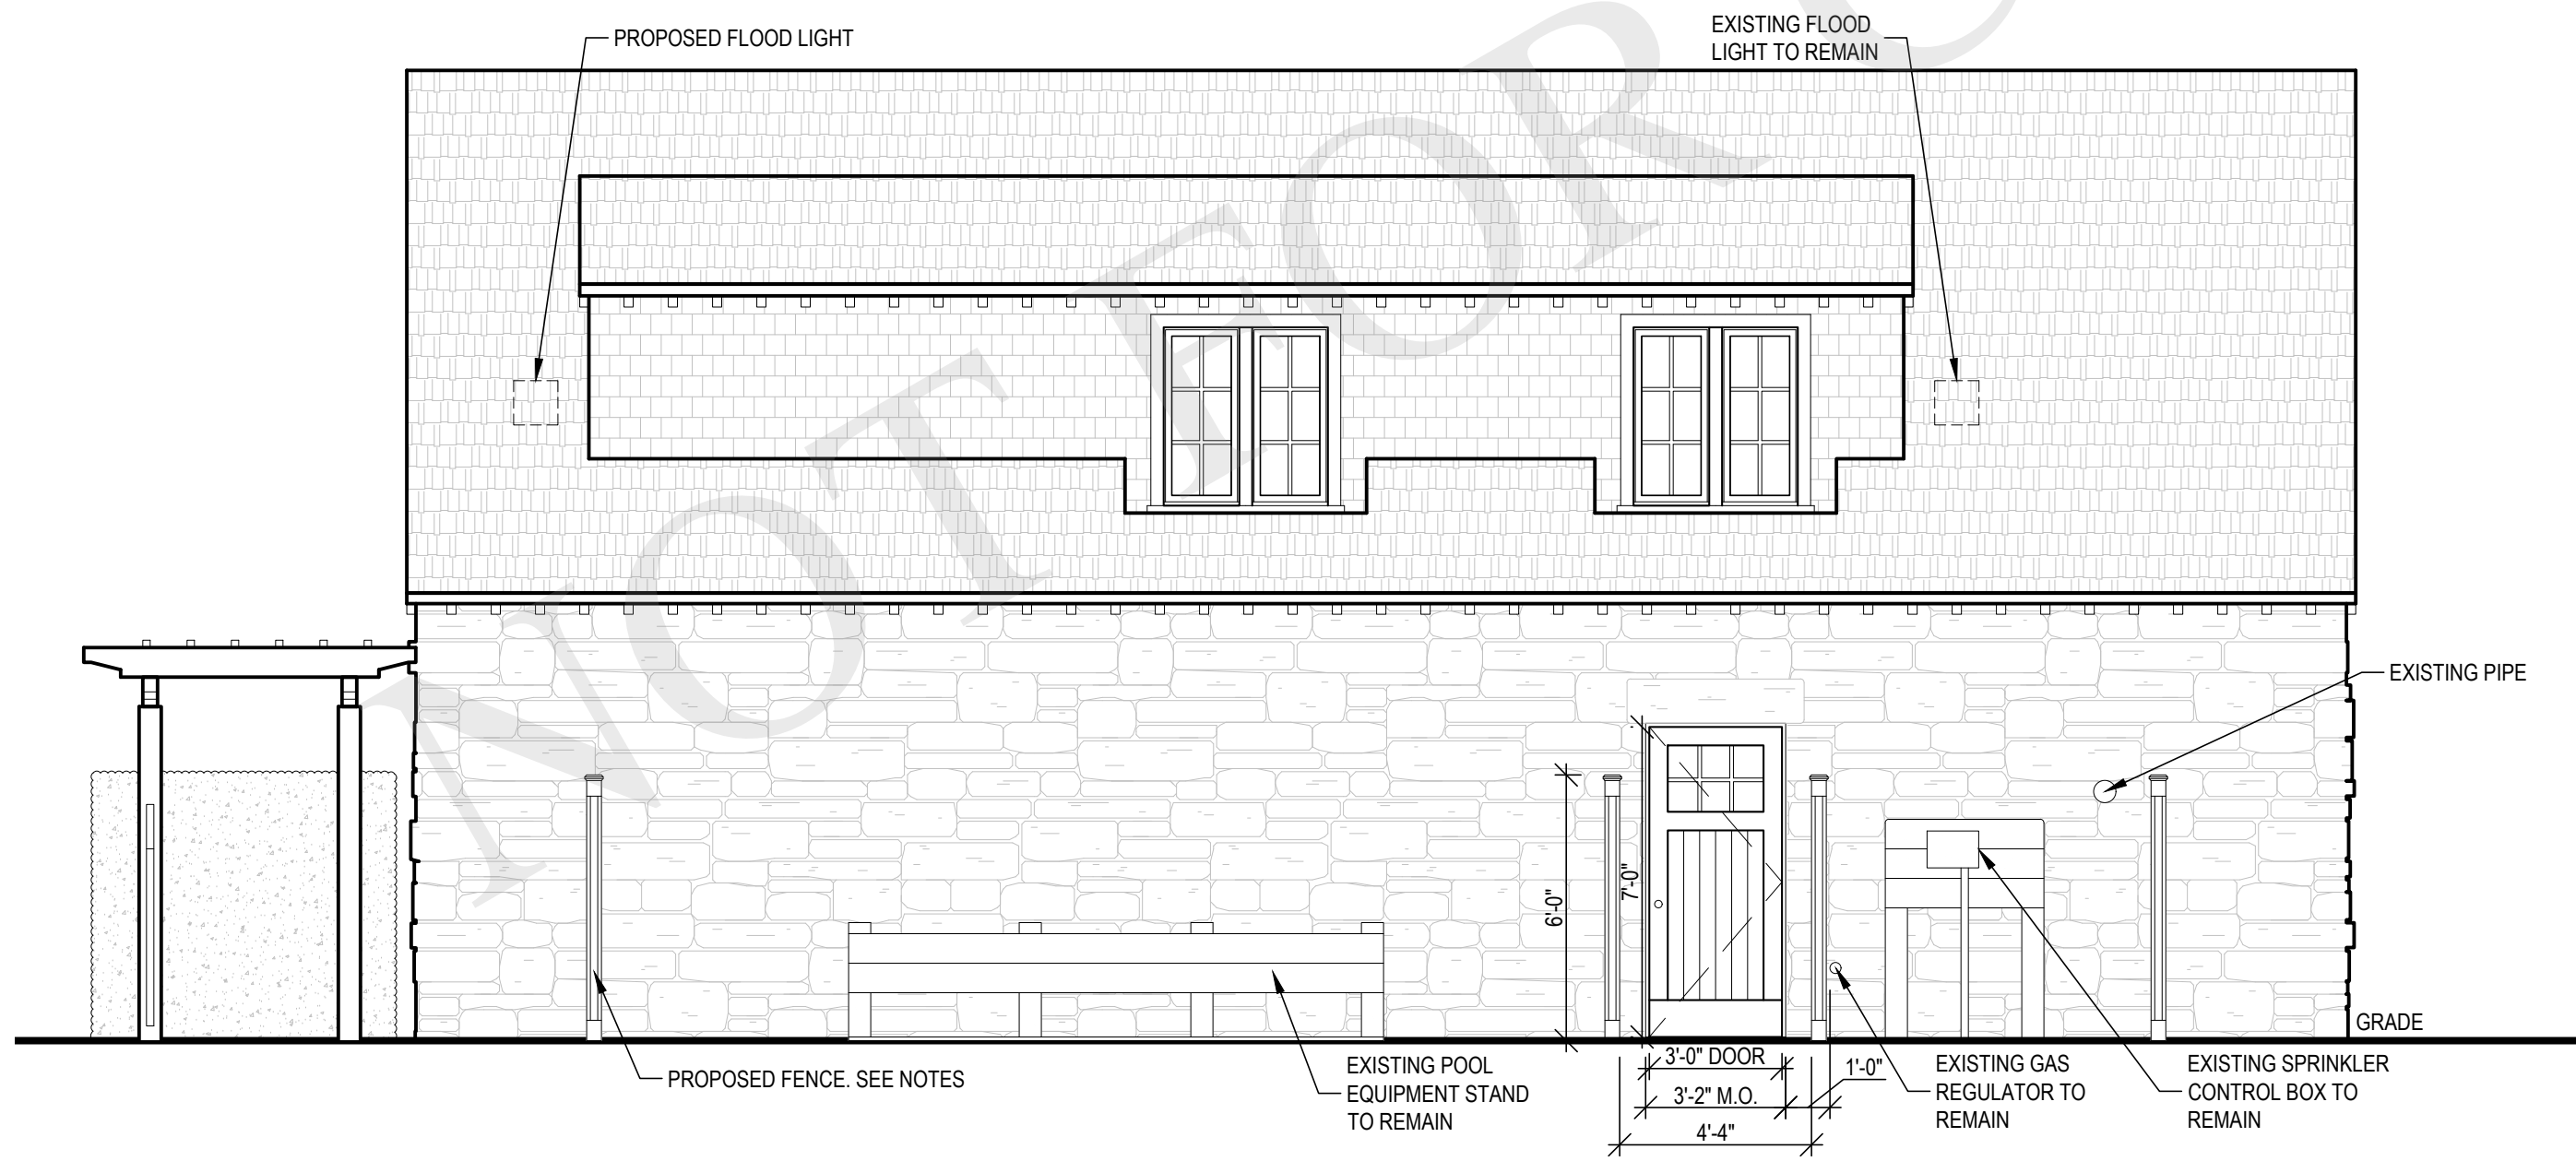 PROPOSED FLOOD LIGHT
EXISTING FLOOD
LIGHT TO REMAIN
NOT FOR
EXISTING PIPE
6'-0"
7'-0"
GRADE
PROPOSED FENCE. SEE NOTES
EXISTING POOL
EQUIPMENT STAND
TO REMAIN
3'-0" DOOR
3'-2" M.O.
1'-0"
4'-4"
EXISTING GAS
REGULATOR TO
REMAIN
EXISTING SPRINKLER
CONTROL BOX TO
REMAIN